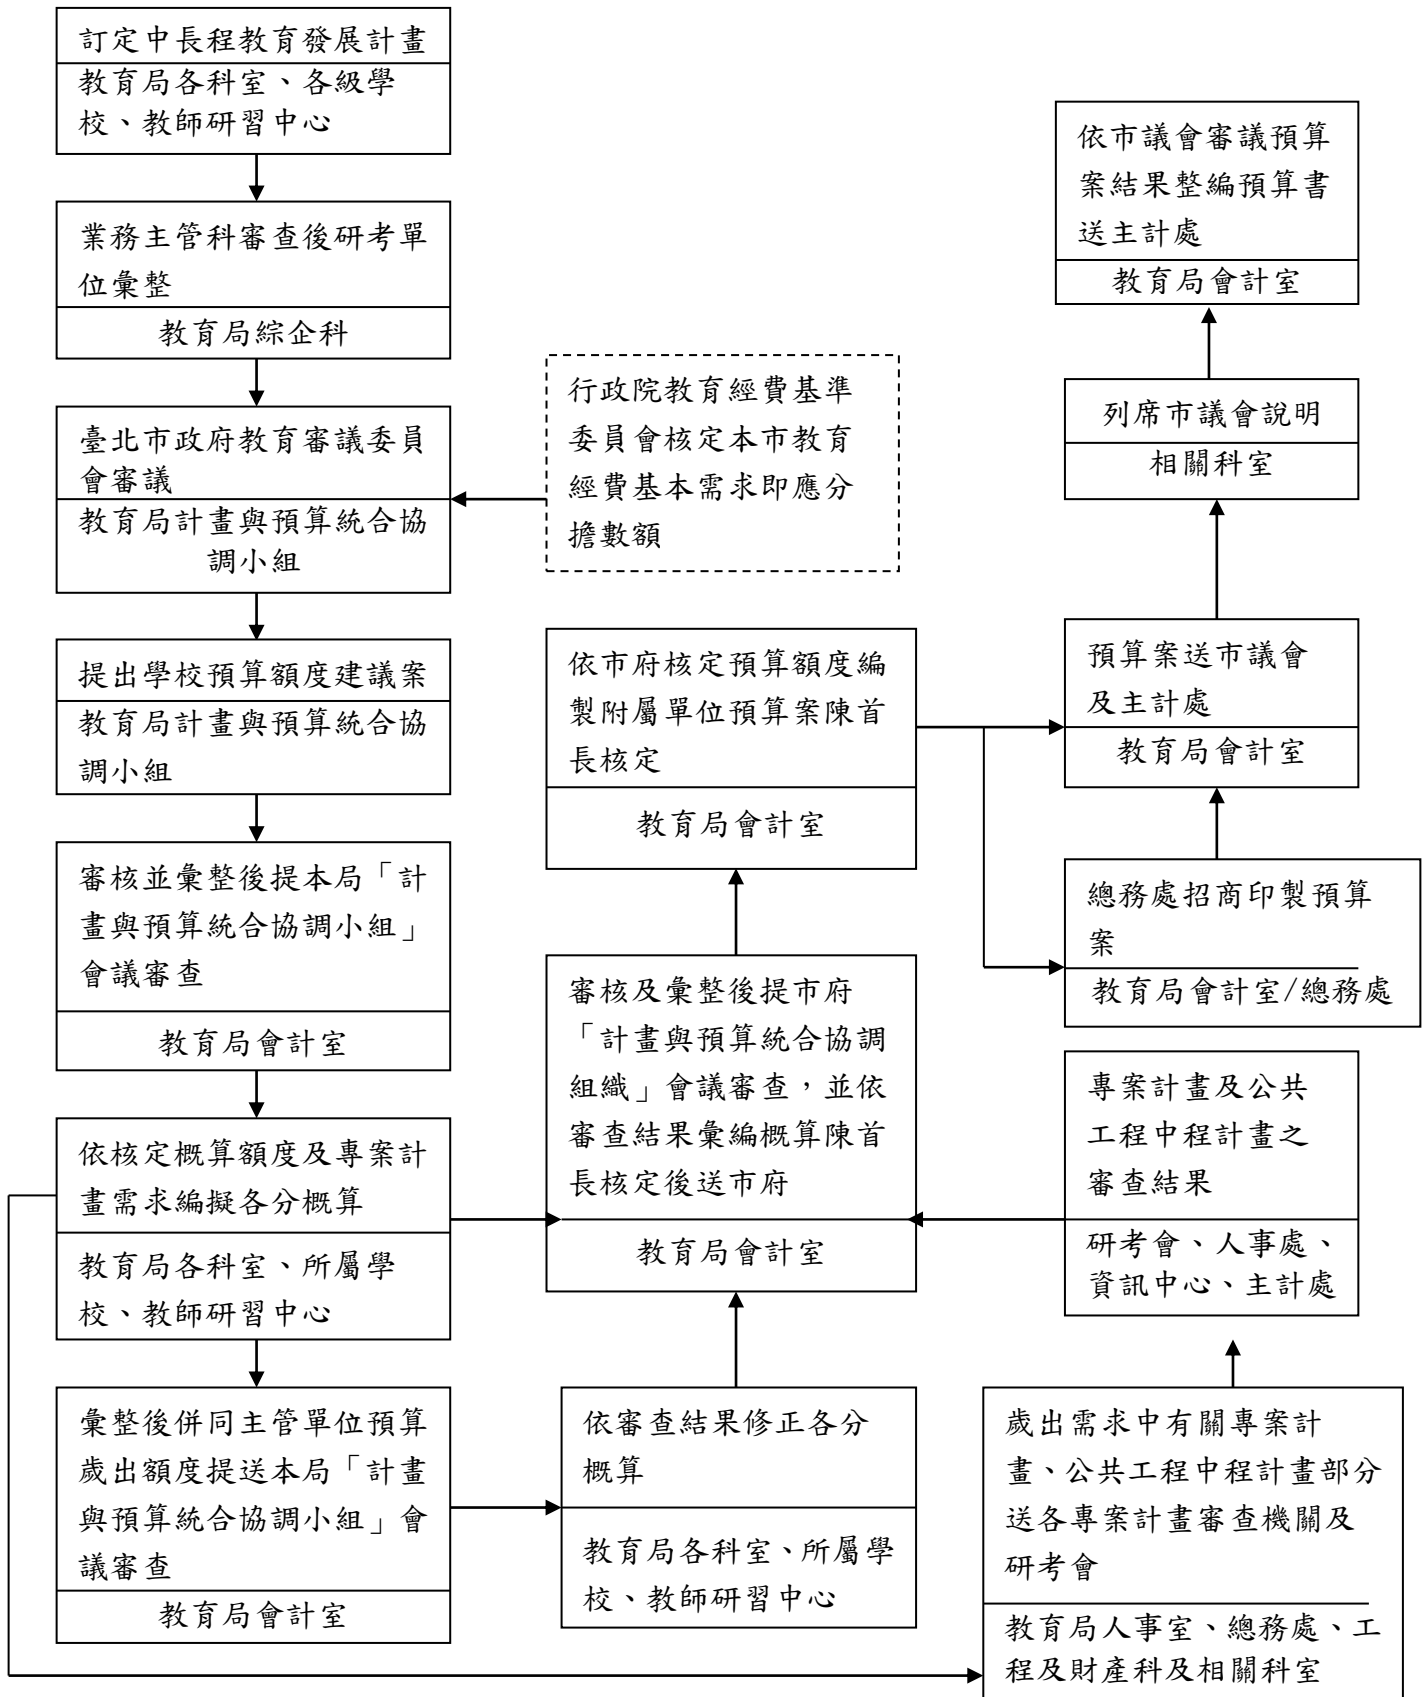 訂定中長程教育發展計畫
教育局各科室、各級學
校、教師研習中心
業務主管科審查後研考單
位彙整
教育局綜企科
臺北市政府教育審議委員
會審議
教育局計畫與預算統合協
調小組
行政院教育經費基準
委員會核定本市教育
經費基本需求即應分
擔數額
提出學校預算額度建議案
教育局計畫與預算統合協
調小組
審核並彙整後提本局「計
畫與預算統合協調小組」
會議審查
教育局會計室
依核定概算額度及專案計
畫需求編擬各分概算
教育局各科室、所屬學
校、教師研習中心
彙整後併同主管單位預算
歲出額度提送本局「計畫
與預算統合協調小組」會
議審查
教育局會計室
依審查結果修正各分
概算
教育局各科室、所屬學
校、教師研習中心
審核及彙整後提市府
「計畫與預算統合協調
組織」會議審查，並依
審查結果彙編概算陳首
長核定後送市府
教育局會計室
依市府核定預算額度編
製附屬單位預算案陳首
長核定
教育局會計室
依市議會審議預算
案結果整編預算書
送主計處
教育局會計室
列席市議會說明
相關科室
預算案送市議會
及主計處
教育局會計室
總務處招商印製預算
案
教育局會計室/總務處
專案計畫及公共
工程中程計畫之
審查結果
研考會、人事處、
資訊中心、主計處
歲出需求中有關專案計
畫、公共工程中程計畫部分
送各專案計畫審查機關及
研考會
教育局人事室、總務處、工
程及財產科及相關科室